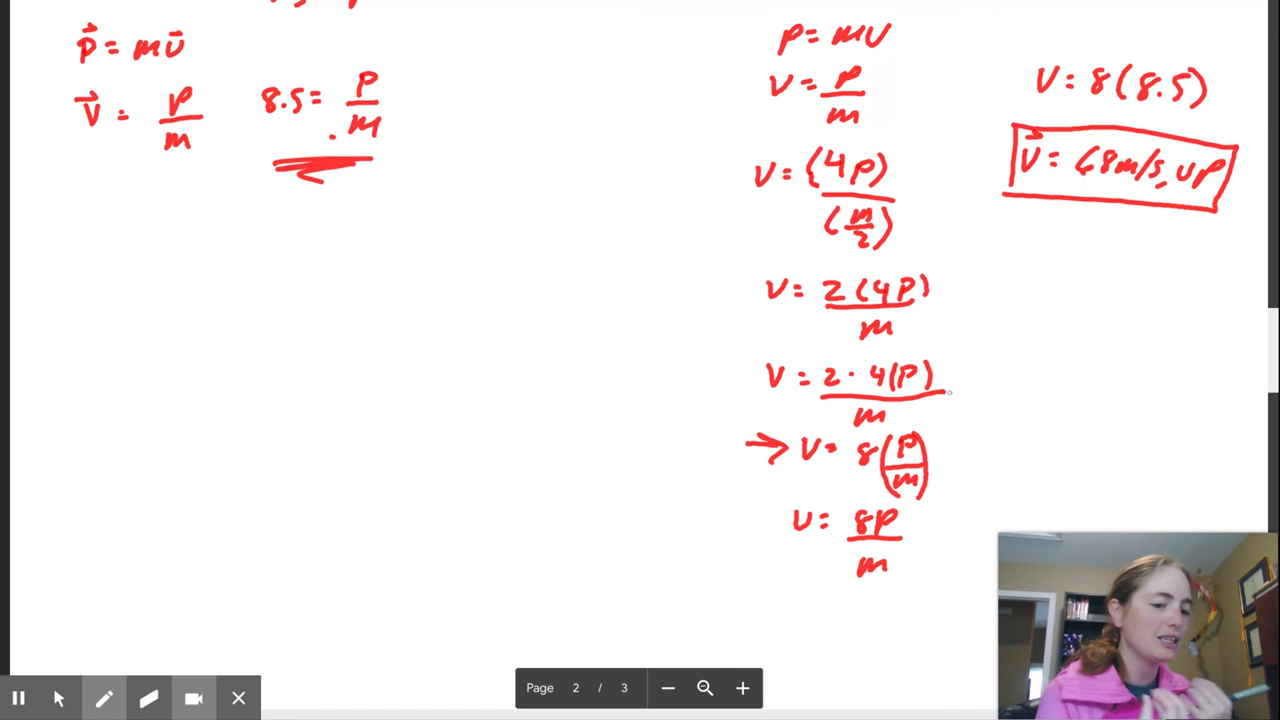 p⃗ = mv⃗
v⃗ = p/m
8.5 = p/m
p = mv
v = p/m
v = (4p)/(m/2)
v = 2(4p)/m
v = 2 · 4(p)/m
→ v = 8(p/m)
v = 8p/m
v = 8(8.5)
v⃗ = 68m/s, up
Page 2 / 3